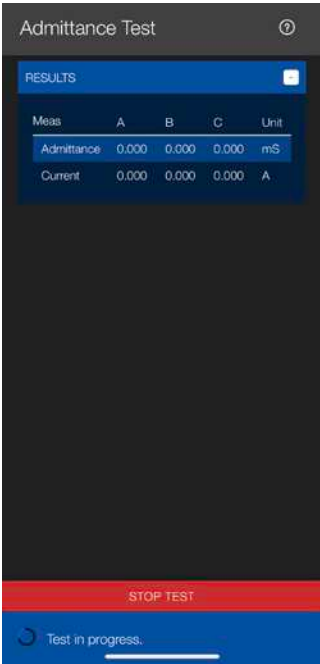 Admittance Test ?
RESULTS -
Meas A B C Unit
Admittance 0.000 0.000 0.000 mS
Current 0.000 0.000 0.000 A
STOP TEST
Test in progress.